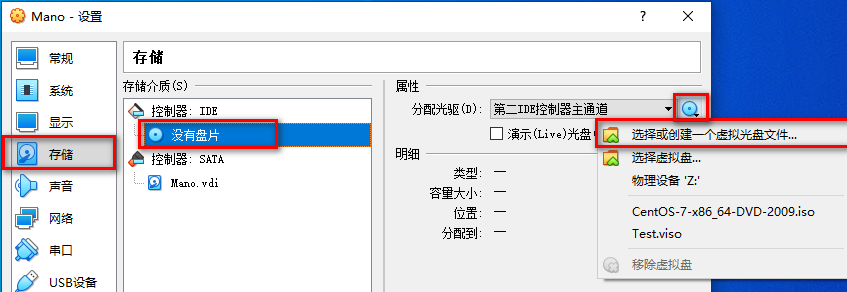 Mano - 设置
常规
系统
显示
存储
声音
网络
串口
USB设备
存储
存储介质(S)
控制器: IDE
没有盘片
控制器: SATA
Mano.vdi
属性
分配光驱(D): 第二IDE控制器主通道
演示(Live)光盘(
明细
类型: —
容量大小: —
位置: —
分配到: —
选择或创建一个虚拟光盘文件...
选择虚拟盘...
物理设备 'Z:'
CentOS-7-x86_64-DVD-2009.iso
Test.viso
移除虚拟盘